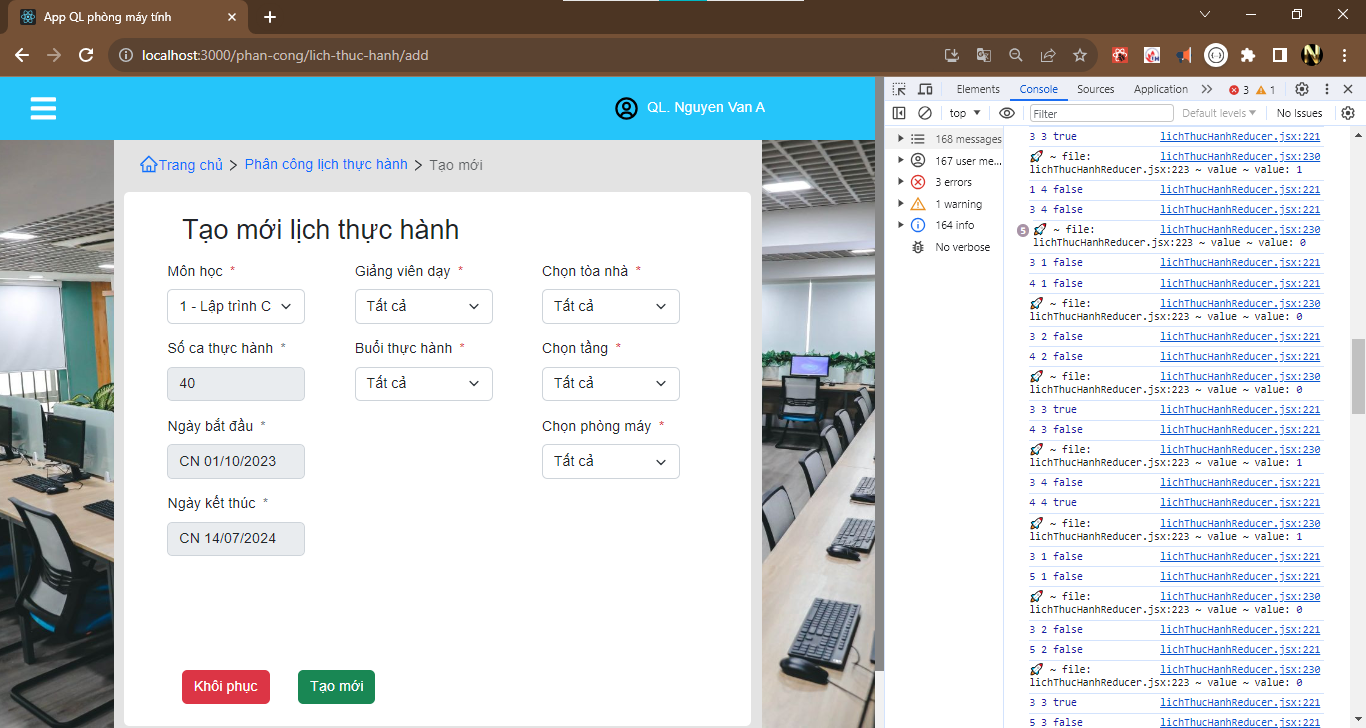 App QL phòng máy tính
localhost:3000/phan-cong/lich-thuc-hanh/add
QL. Nguyen Van A
Trang chủ > Phân công lịch thực hành > Tạo mới
Tạo mới lịch thực hành
Môn học * Giảng viên dạy * Chọn tòa nhà *
1 - Lập trình C Tất cả Tất cả
Số ca thực hành * Buổi thực hành * Chọn tầng *
40 Tất cả Tất cả
Ngày bắt đầu * Chọn phòng máy *
CN 01/10/2023 Tất cả
Ngày kết thúc *
CN 14/07/2024
Khôi phục Tạo mới
Elements Console Sources Application 3 1
top Filter Default levels No Issues
168 messages
167 user me...
3 errors
1 warning
164 info
No verbose
3 3 true lichThucHanhReducer.jsx:221
🚀 ~ file: lichThucHanhReducer.jsx:230
lichThucHanhReducer.jsx:223 ~ value ~ value: 1
1 4 false lichThucHanhReducer.jsx:221
3 4 false lichThucHanhReducer.jsx:221
5 🚀 ~ file: lichThucHanhReducer.jsx:230
lichThucHanhReducer.jsx:223 ~ value ~ value: 0
3 1 false lichThucHanhReducer.jsx:221
4 1 false lichThucHanhReducer.jsx:221
🚀 ~ file: lichThucHanhReducer.jsx:230
lichThucHanhReducer.jsx:223 ~ value ~ value: 0
3 2 false lichThucHanhReducer.jsx:221
4 2 false lichThucHanhReducer.jsx:221
🚀 ~ file: lichThucHanhReducer.jsx:230
lichThucHanhReducer.jsx:223 ~ value ~ value: 0
3 3 true lichThucHanhReducer.jsx:221
4 3 false lichThucHanhReducer.jsx:221
🚀 ~ file: lichThucHanhReducer.jsx:230
lichThucHanhReducer.jsx:223 ~ value ~ value: 1
3 4 false lichThucHanhReducer.jsx:221
4 4 true lichThucHanhReducer.jsx:221
🚀 ~ file: lichThucHanhReducer.jsx:230
lichThucHanhReducer.jsx:223 ~ value ~ value: 1
3 1 false lichThucHanhReducer.jsx:221
5 1 false lichThucHanhReducer.jsx:221
🚀 ~ file: lichThucHanhReducer.jsx:230
lichThucHanhReducer.jsx:223 ~ value ~ value: 0
3 2 false lichThucHanhReducer.jsx:221
5 2 false lichThucHanhReducer.jsx:221
🚀 ~ file: lichThucHanhReducer.jsx:230
lichThucHanhReducer.jsx:223 ~ value ~ value: 0
3 3 true lichThucHanhReducer.jsx:221
5 3 false lichThucHanhReducer.jsx:221